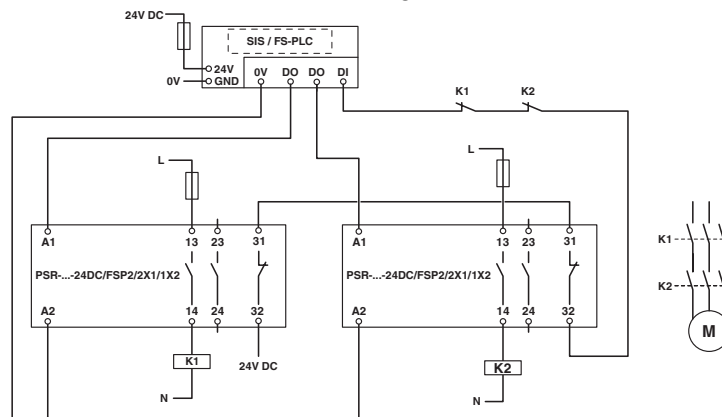 24V DC
SIS / FS-PLC
24V
0V GND
0V DO DO DI
K1 K2
L
L
A1 13 23 31
A1 13 23 31
K1
PSR-...-24DC/FSP2/2X1/1X2
PSR-...-24DC/FSP2/2X1/1X2
K2
A2 14 24 32
A2 14 24 32
M
K1
24V DC
K2
N
N